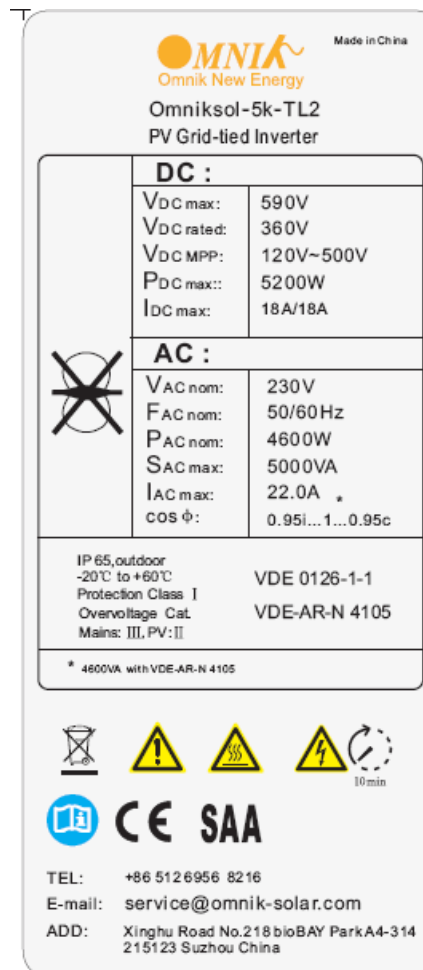 Made in China
OMNIK
Omnik New Energy
Omniksol-5k-TL2
PV Grid-tied Inverter
DC :
VDC max: 590V
VDC rated: 360V
VDC MPP: 120V~500V
PDC max:: 5200W
IDC max: 18A/18A
AC :
VAC nom: 230V
FAC nom: 50/60Hz
PAC nom: 4600W
SAC max: 5000VA
IAC max: 22.0A *
cos ϕ: 0.95i...1...0.95c
IP 65,outdoor
-20℃ to +60℃
Protection Class Ⅰ
Overvoltage Cat.
Mains: Ⅲ, PV:Ⅱ
VDE 0126-1-1
VDE-AR-N 4105
* 4600VA with VDE-AR-N 4105
10min
CE SAA
TEL: +86 512 6956 8216
E-mail: service@omnik-solar.com
ADD: Xinghu Road No.218 bioBAY Park A4-314
215123 Suzhou China